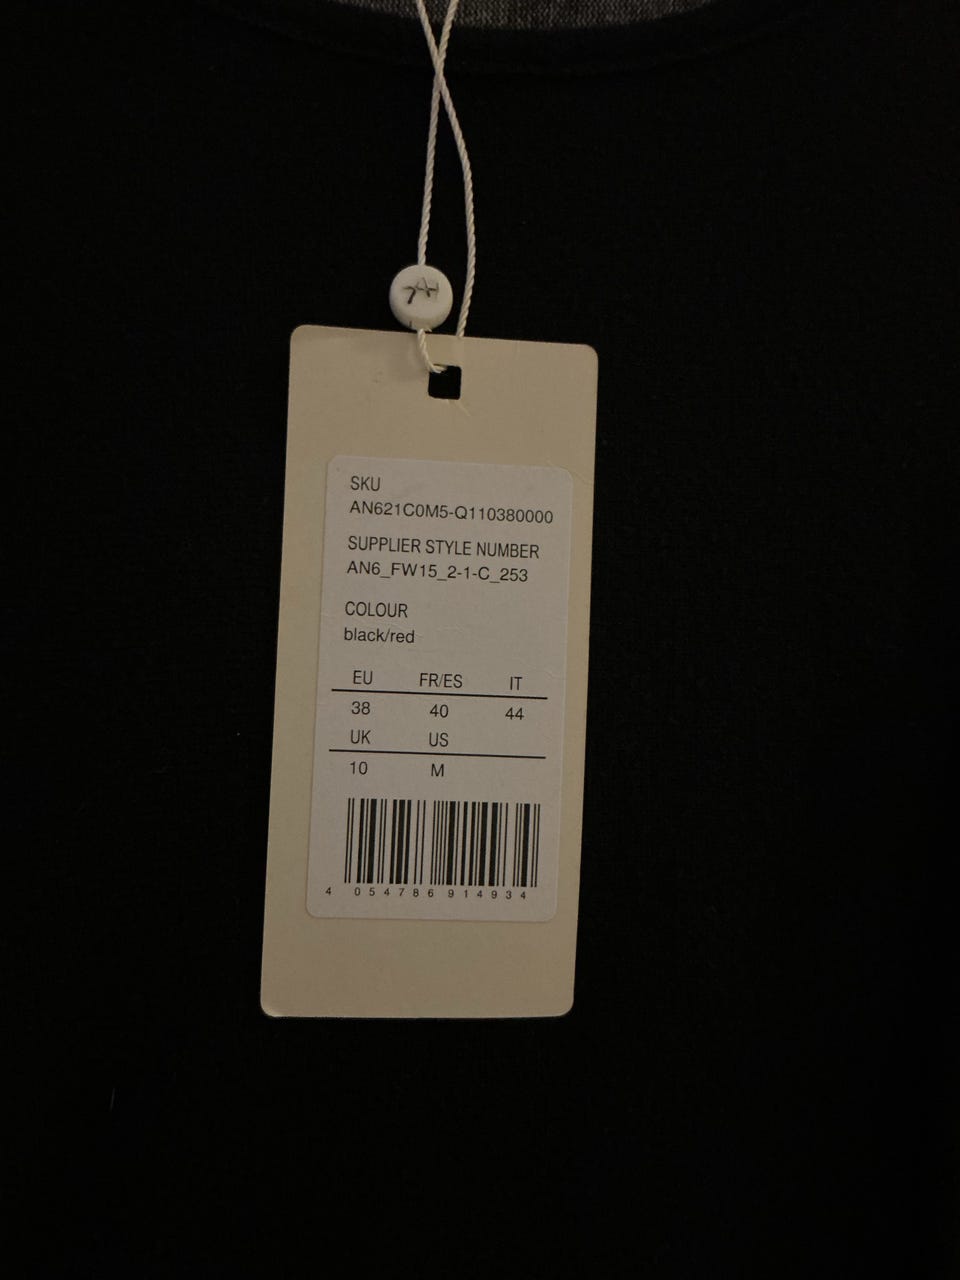 SKU
AN621C0M5-Q110380000
SUPPLIER STYLE NUMBER
AN6_FW15_2-1-C_253
COLOUR
black/red
EU FR/ES IT
38 40 44
UK US
10 M
4 054786 914934